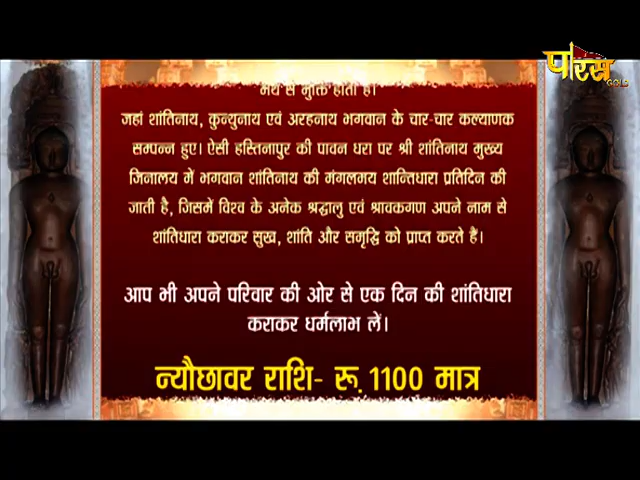 पारस
GOLD
से मुक्ति होती है।
जहां शांतिनाथ, कुन्थुनाथ एवं अरहनाथ भगवान के चार-चार कल्याणक
सम्पन्न हुए। ऐसी हस्तिनापुर की पावन धरा पर श्री शांतिनाथ मुख्य
जिनालय में भगवान शांतिनाथ की मंगलमय शान्तिधारा प्रतिदिन की
जाती है, जिसमें विश्व के अनेक श्रद्धालु एवं श्रावकगण अपने नाम से
शांतिधारा कराकर सुख, शांति और समृद्धि को प्राप्त करते हैं।
आप भी अपने परिवार की ओर से एक दिन की शांतिधारा
कराकर धर्मलाभ लें।
न्यौछावर राशि- रू. 1100 मात्र